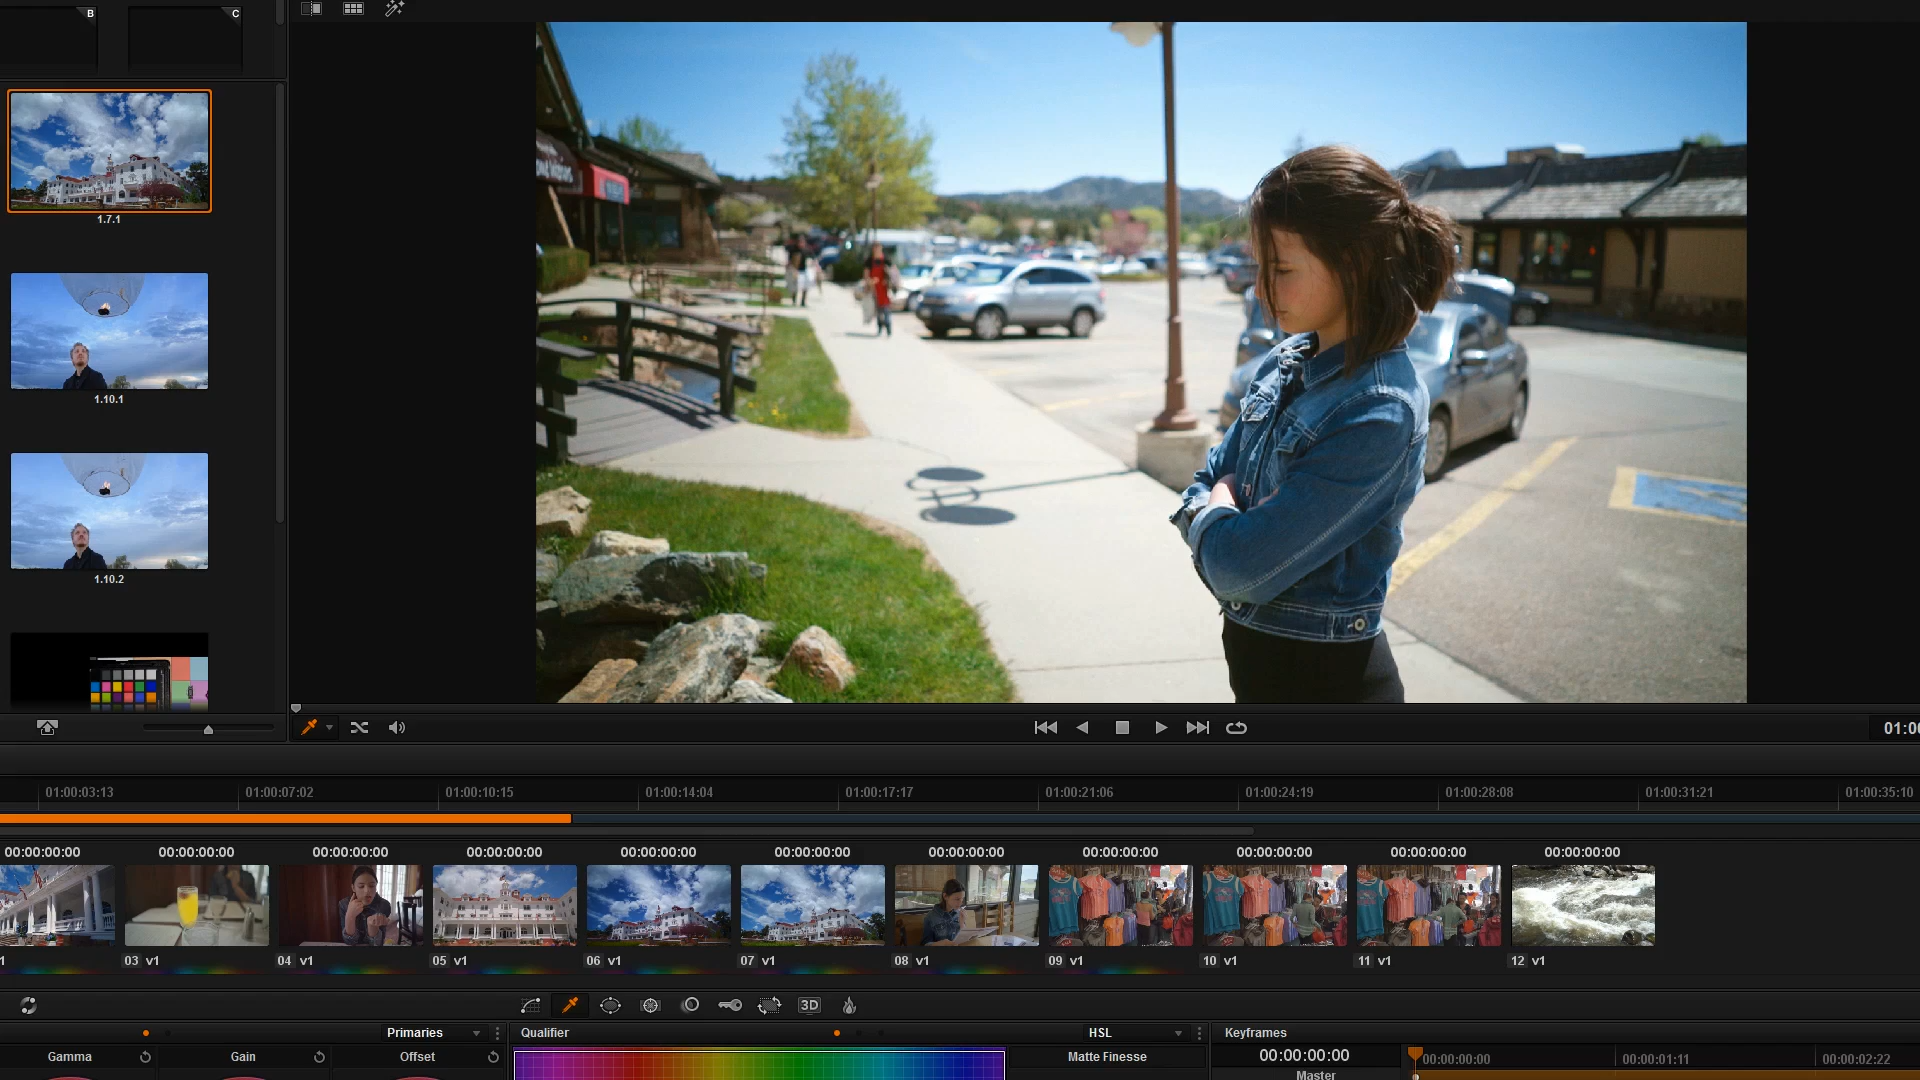 B
C
1.7.1
1.10.1
1.10.2
01:00
01:00:03:13
01:00:07:02
01:00:10:15
01:00:14:04
01:00:17:17
01:00:21:06
01:00:24:19
01:00:28:08
01:00:31:21
01:00:35:10
00:00:00:00
00:00:00:00
00:00:00:00
00:00:00:00
00:00:00:00
00:00:00:00
00:00:00:00
00:00:00:00
00:00:00:00
00:00:00:00
00:00:00:00
1
03 v1
04 v1
05 v1
06 v1
07 v1
08 v1
09 v1
10 v1
11 v1
12 v1
3D
Primaries
Qualifier
HSL
Keyframes
Gamma
Gain
Offset
Matte Finesse
00:00:00:00
00:00:00:00
00:00:01:11
00:00:02:22
Master